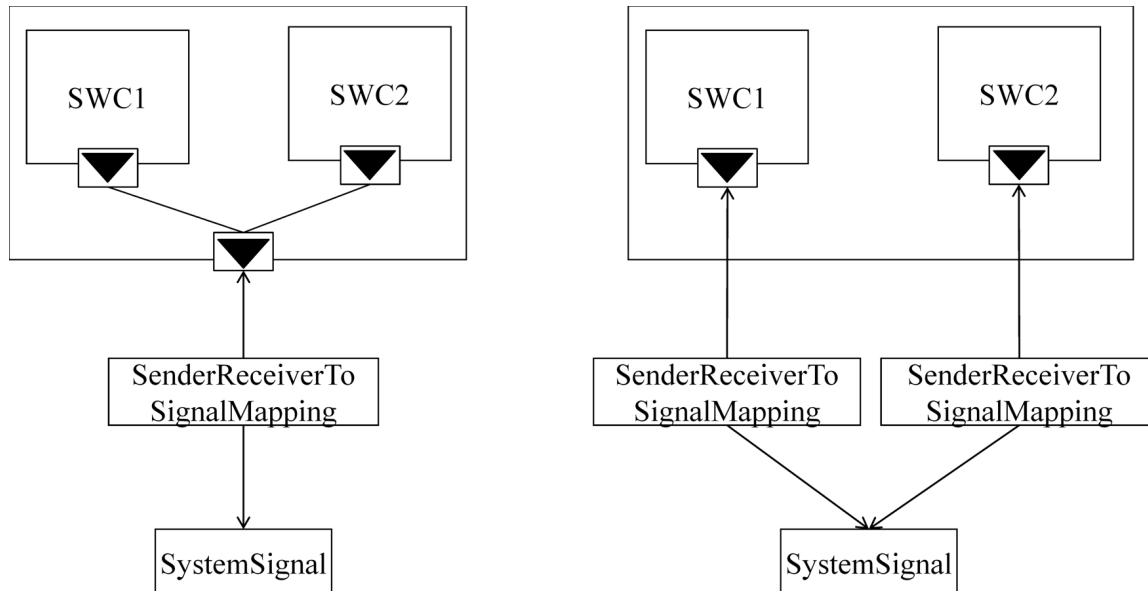 SWC1
SWC2
SenderReceiverTo
SignalMapping
SystemSignal
SWC1
SWC2
SenderReceiverTo
SignalMapping
SenderReceiverTo
SignalMapping
SystemSignal